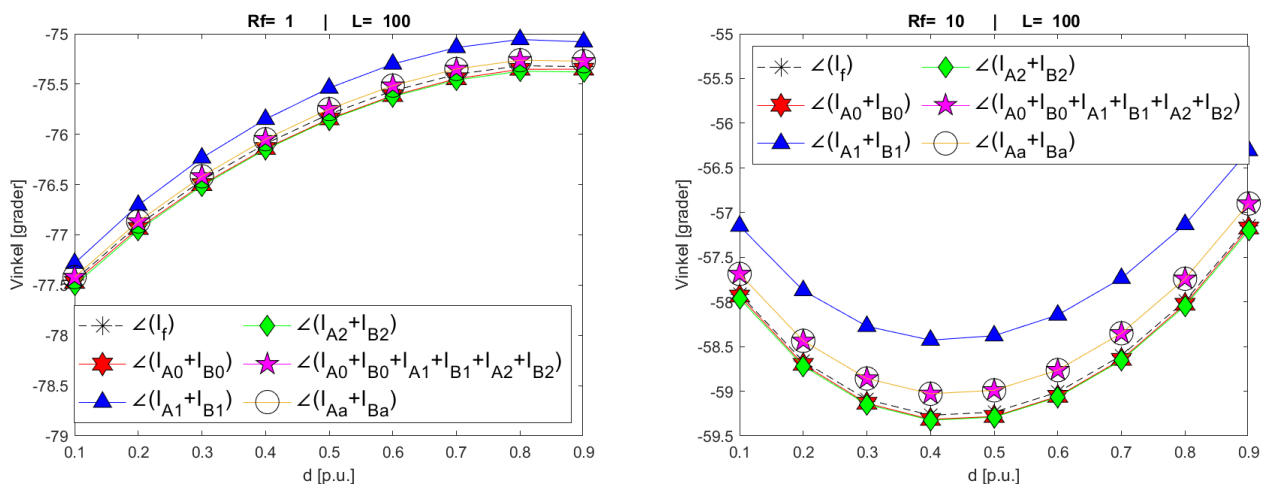 Rf=  1     |     L=  100
Vinkel [grader]
-75
-75.5
-76
-76.5
-77
-77.5
-78
-78.5
-79
∠(I_f)
∠(I_A0+I_B0)
∠(I_A1+I_B1)
∠(I_A2+I_B2)
∠(I_A0+I_B0+I_A1+I_B1+I_A2+I_B2)
∠(I_Aa+I_Ba)
0.1 0.2 0.3 0.4 0.5 0.6 0.7 0.8 0.9
d [p.u.]
Rf=  10     |     L=  100
Vinkel [grader]
-55
-55.5
-56
-56.5
-57
-57.5
-58
-58.5
-59
-59.5
∠(I_f)
∠(I_A0+I_B0)
∠(I_A1+I_B1)
∠(I_A2+I_B2)
∠(I_A0+I_B0+I_A1+I_B1+I_A2+I_B2)
∠(I_Aa+I_Ba)
0.1 0.2 0.3 0.4 0.5 0.6 0.7 0.8 0.9
d [p.u.]